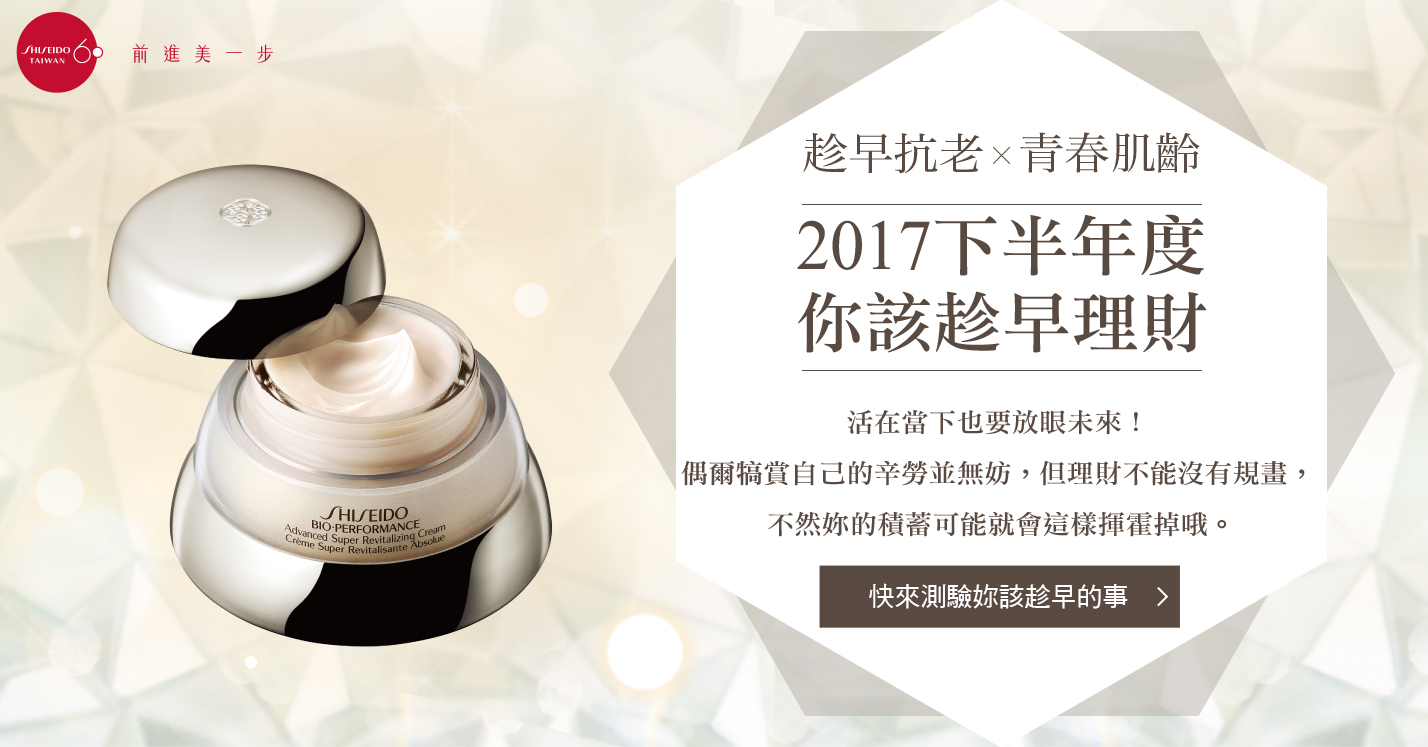 SHISEIDO 60
TAIWAN
前進美一步
趁早抗老×青春肌齡
2017下半年度
你該趁早理財
活在當下也要放眼未來！
偶爾犒賞自己的辛勞並無妨，但理財不能沒有規畫，
不然妳的積蓄可能就會這樣揮霍掉哦。
快來測驗妳該趁早的事
SHISEIDO
BIO-PERFORMANCE
Advanced Super Revitalizing Cream
Crème Super Revitalisante Absolue